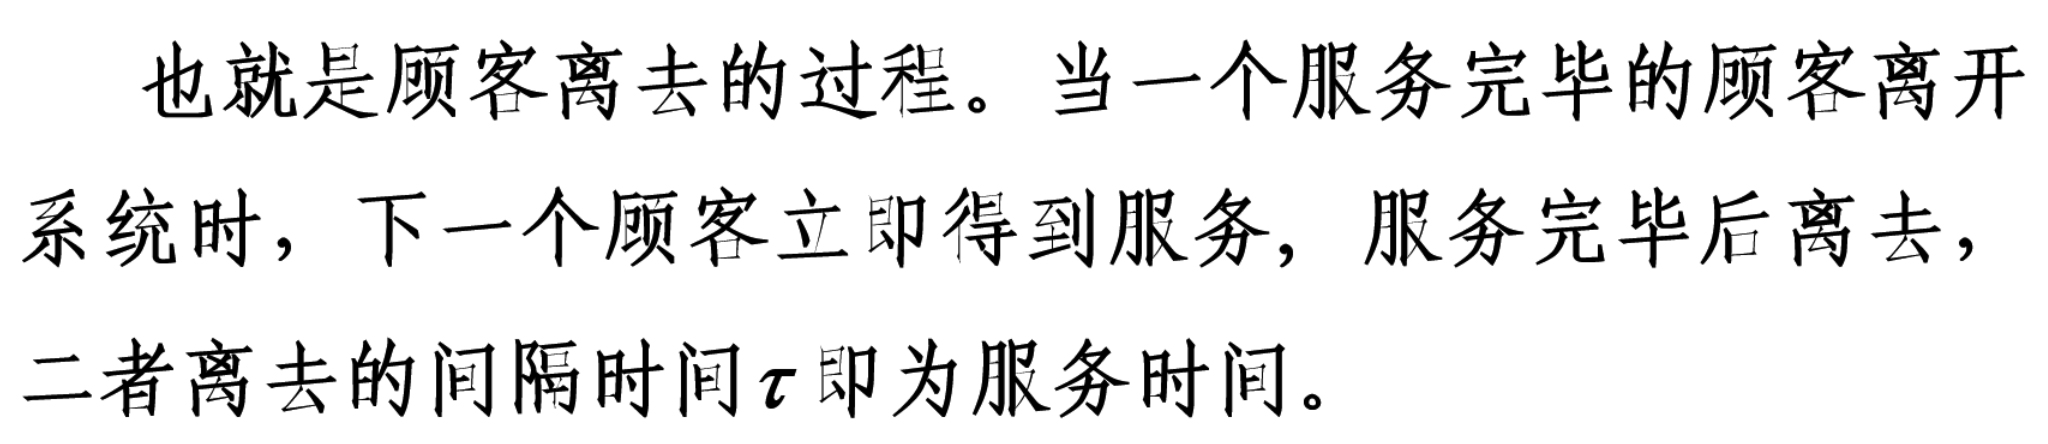 也就是顾客离去的过程。当一个服务完毕的顾客离开
系统时，下一个顾客立即得到服务，服务完毕后离去，
二者离去的间隔时间τ即为服务时间。